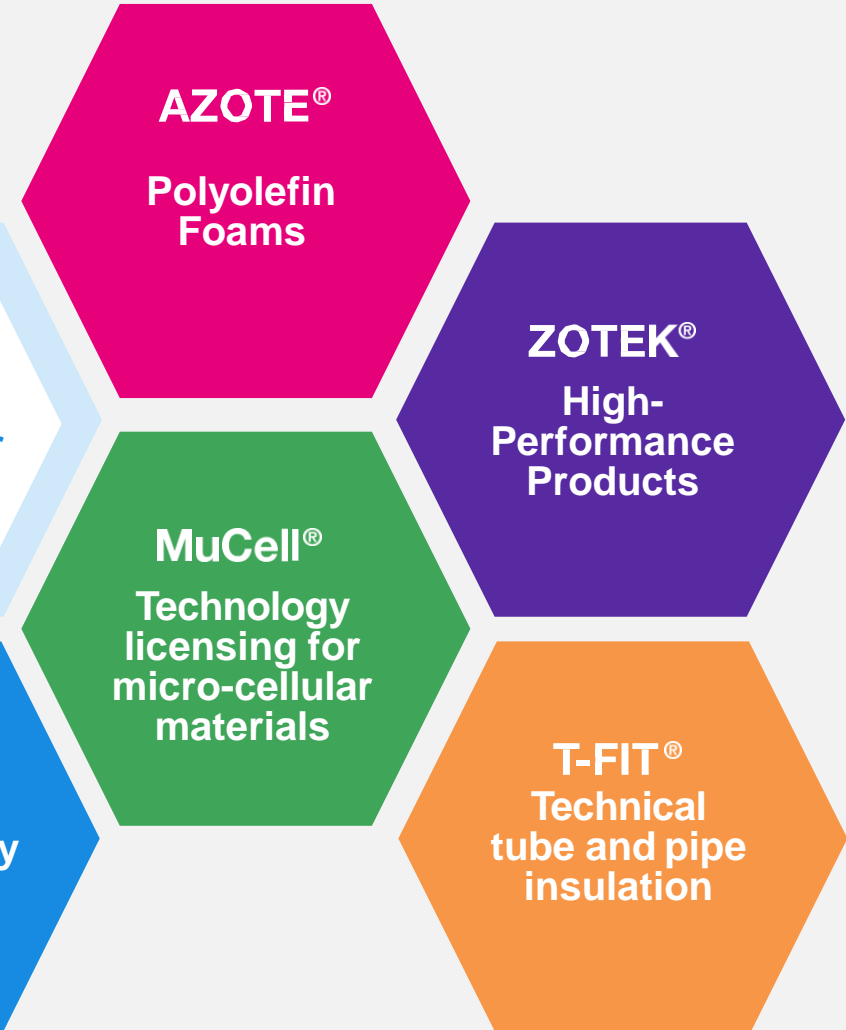 AZOTE®
Polyolefin
Foams
ZOTEK®
High-
Performance
Products
MuCell®
Technology
licensing for
micro-cellular
materials
T-FIT®
Technical
tube and pipe
insulation
y